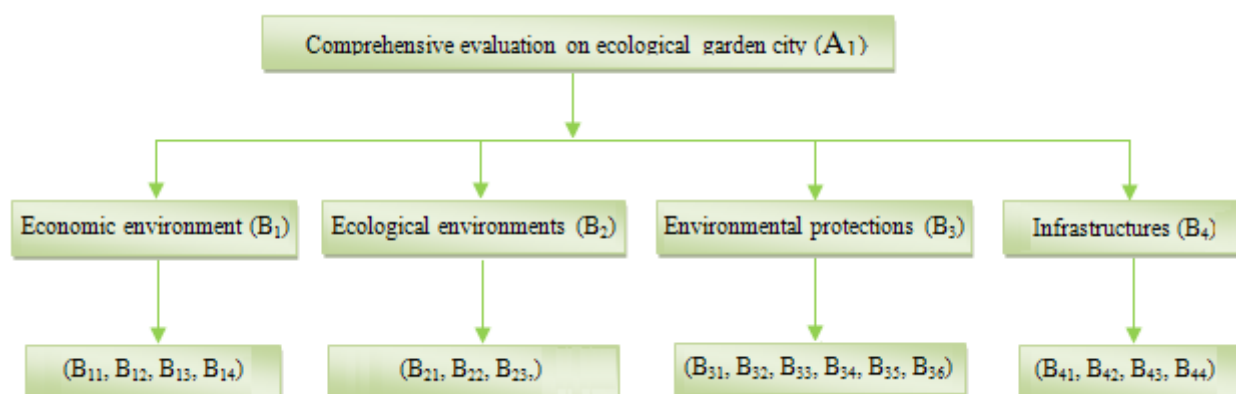 Comprehensive evaluation on ecological garden city (A₁)
Economic environment (B₁)
Ecological environments (B₂)
Environmental protections (B₃)
Infrastructures (B₄)
(B₁₁, B₁₂, B₁₃, B₁₄)
(B₂₁, B₂₂, B₂₃,)
(B₃₁, B₃₂, B₃₃, B₃₄, B₃₅, B₃₆)
(B₄₁, B₄₂, B₄₃, B₄₄)